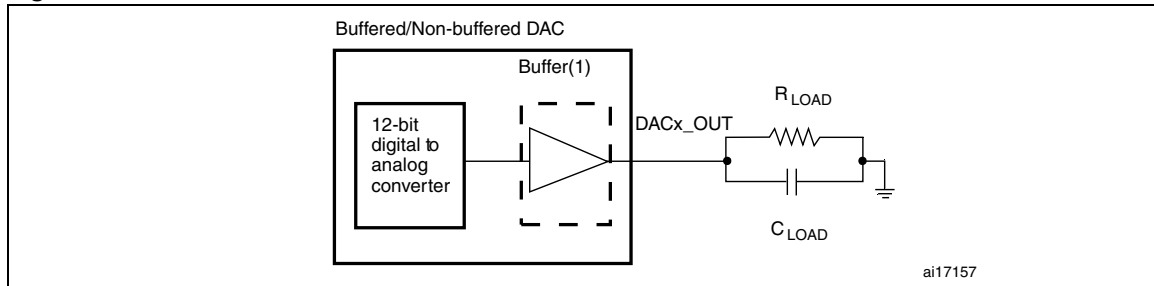 Buffered/Non-buffered DAC
Buffer(1)
12-bit
digital to
analog
converter
DACx_OUT
R LOAD
C LOAD
ai17157